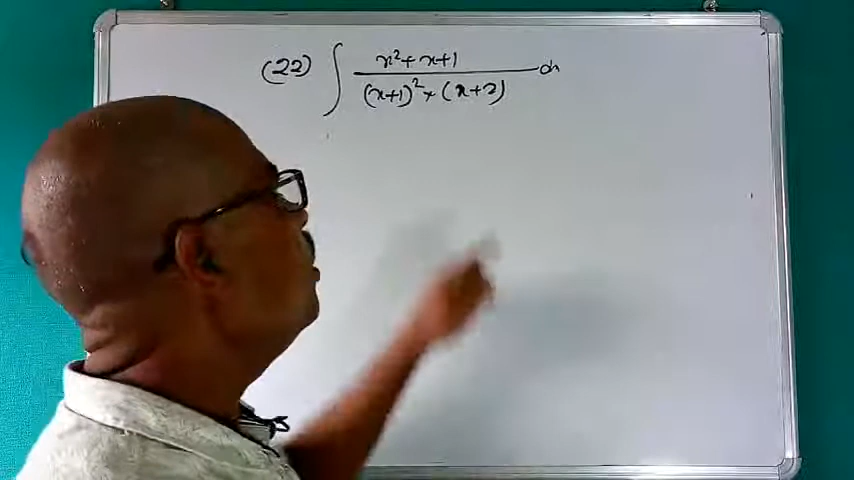 (22) ∫ x²+x+1 / (x+1)²+(x+2) dx